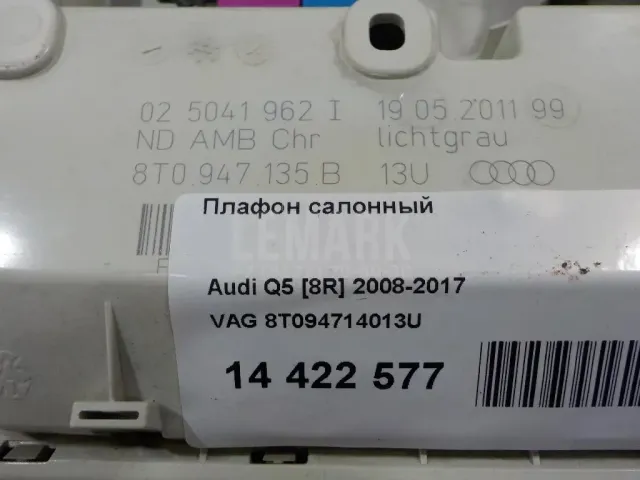 02 5041 962 I 19 05 2011 99
ND AMB Chr lichtgrau
8T0 947 135 B 13U
Плафон салонный
LEMARK
Audi Q5 [8R] 2008-2017
VAG 8T094714013U
14 422 577